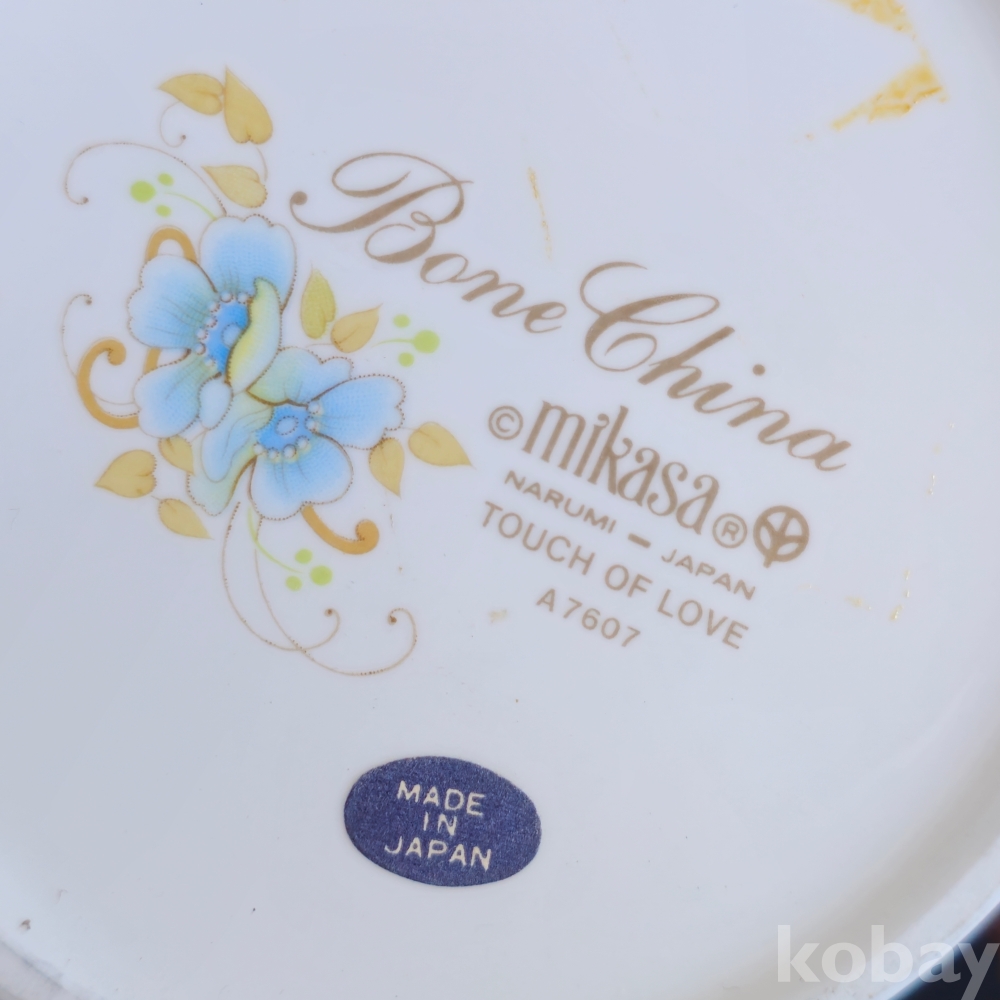 Bone China
© mikasa ®
NARUMI - JAPAN
TOUCH OF LOVE
A7607
MADE
IN
JAPAN
kobay